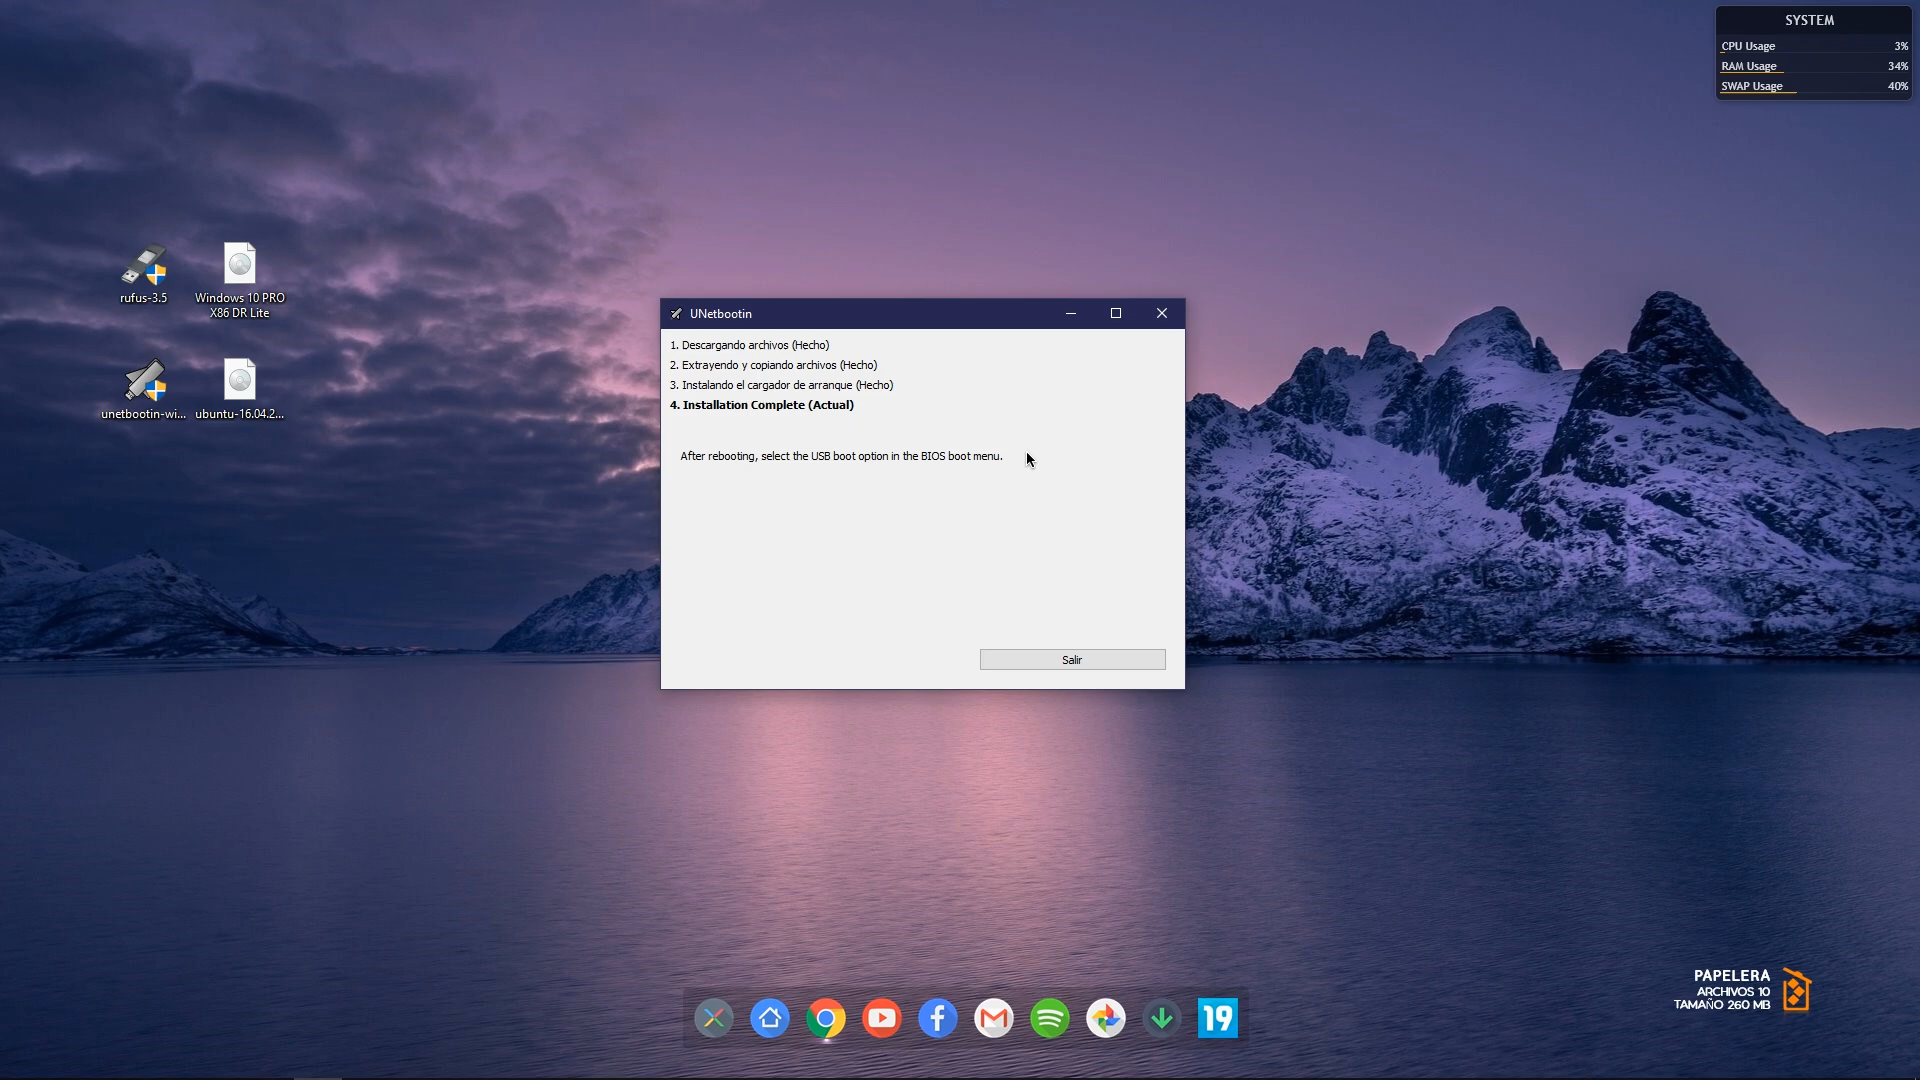 SYSTEM
CPU Usage 3%
RAM Usage 34%
SWAP Usage 40%
rufus-3.5
Windows 10 PRO
X86 DR Lite
unetbootin-wi...
ubuntu-16.04.2...
UNetbootin
1. Descargando archivos (Hecho)
2. Extrayendo y copiando archivos (Hecho)
3. Instalando el cargador de arranque (Hecho)
4. Installation Complete (Actual)
After rebooting, select the USB boot option in the BIOS boot menu.
Salir
PAPELERA
ARCHIVOS 10
TAMAÑO 260 MB
19